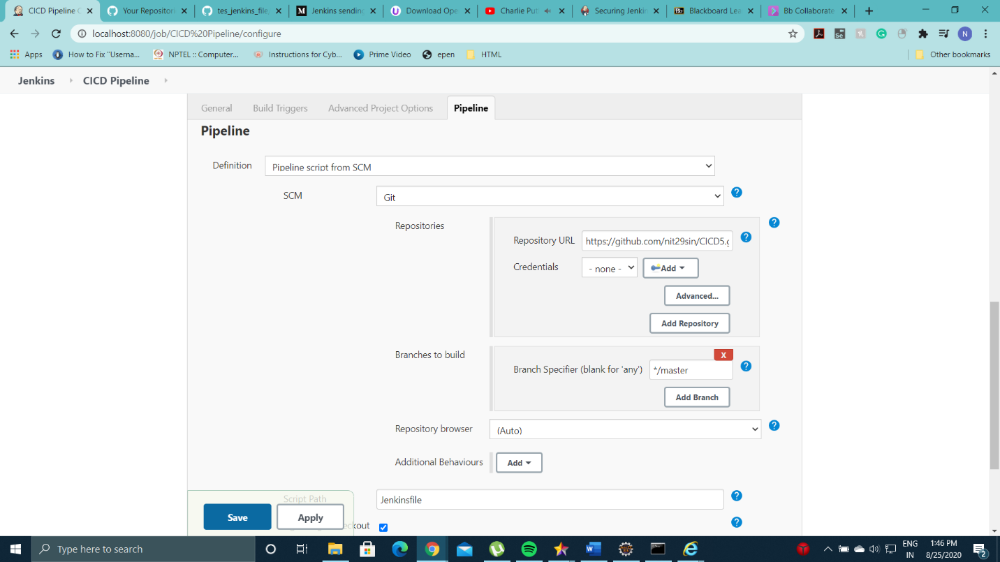 CICD Pipeline C
Your Repositori
tes_jenkins_file,
Jenkins sending
Download Ope
Charlie Put
Securing Jenkin
Blackboard Lea
Bb Collaborate
localhost:8080/job/CICD%20Pipeline/configure
N
Apps
How to Fix "Userna...
NPTEL :: Computer...
Instructions for Cyb...
Prime Video
epen
HTML
Other bookmarks
Jenkins
CICD Pipeline
General
Build Triggers
Advanced Project Options
Pipeline
Pipeline
Definition
Pipeline script from SCM
SCM
Git
Repositories
Repository URL
https://github.com/nit29sin/CICD5.g
Credentials
- none -
Add
Advanced...
Add Repository
Branches to build
X
Branch Specifier (blank for 'any')
*/master
Add Branch
Repository browser
(Auto)
Additional Behaviours
Add
Script Path
Jenkinsfile
Save
Apply
ckout
Type here to search
ENG
IN
1:46 PM
8/25/2020
2